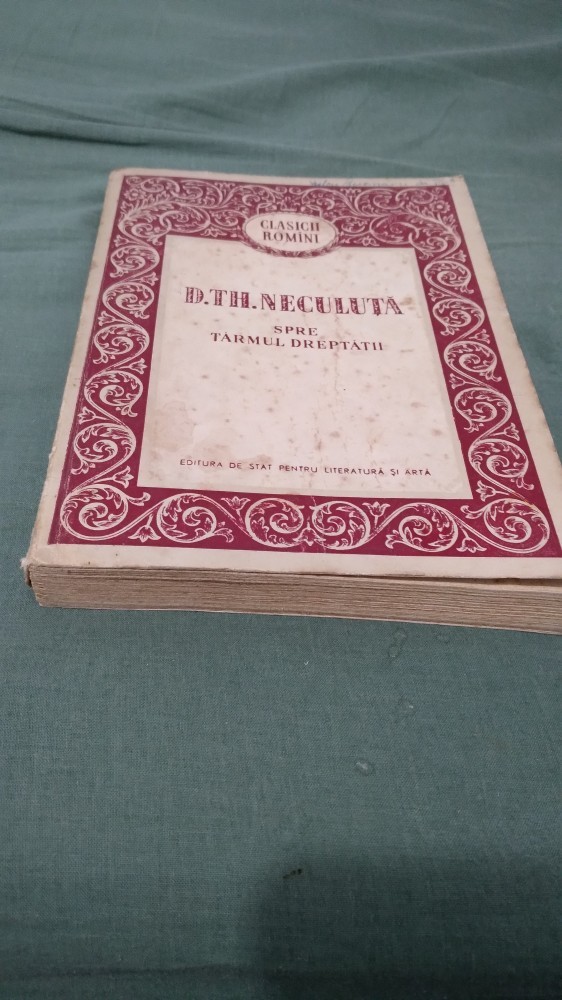 CLASICII
ROMÎNI
D.TH.NECULUȚĂ
SPRE
ȚĂRMUL DREPTĂȚII
EDITURA DE STAT PENTRU LITERATURĂ ȘI ARTĂ